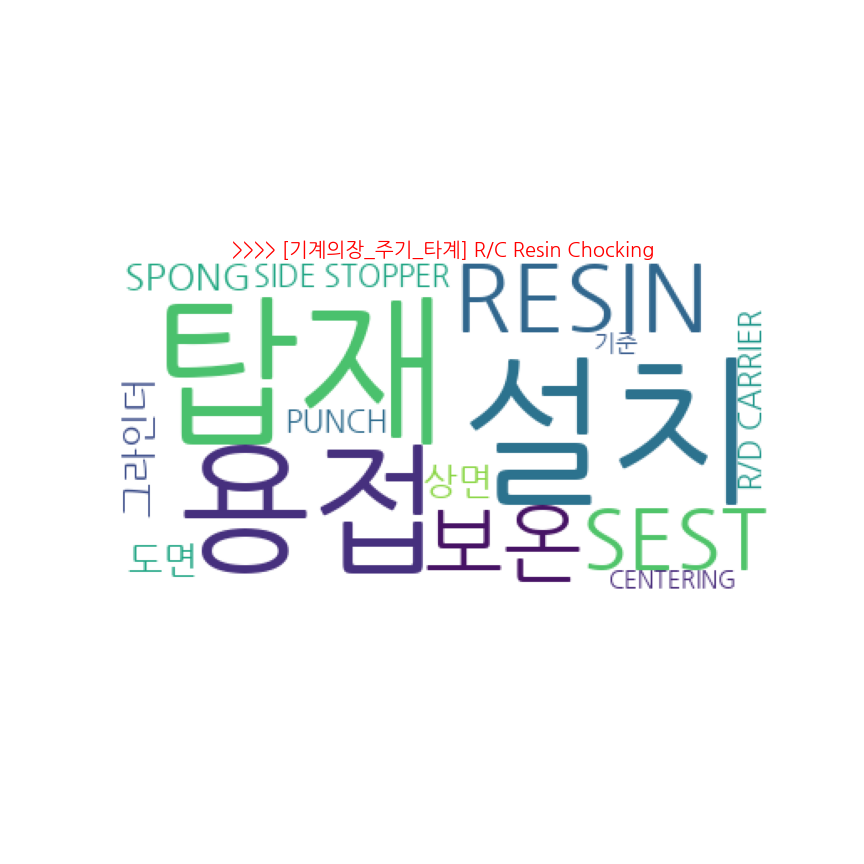 >>>> [기계의장_주기_타계] R/C Resin Chocking
SPONG
SIDE STOPPER
RESIN
탑재
기준
R/D CARRIER
설치
그라인더
PUNCH
용접
상면
보온
SEST
도면
CENTERING